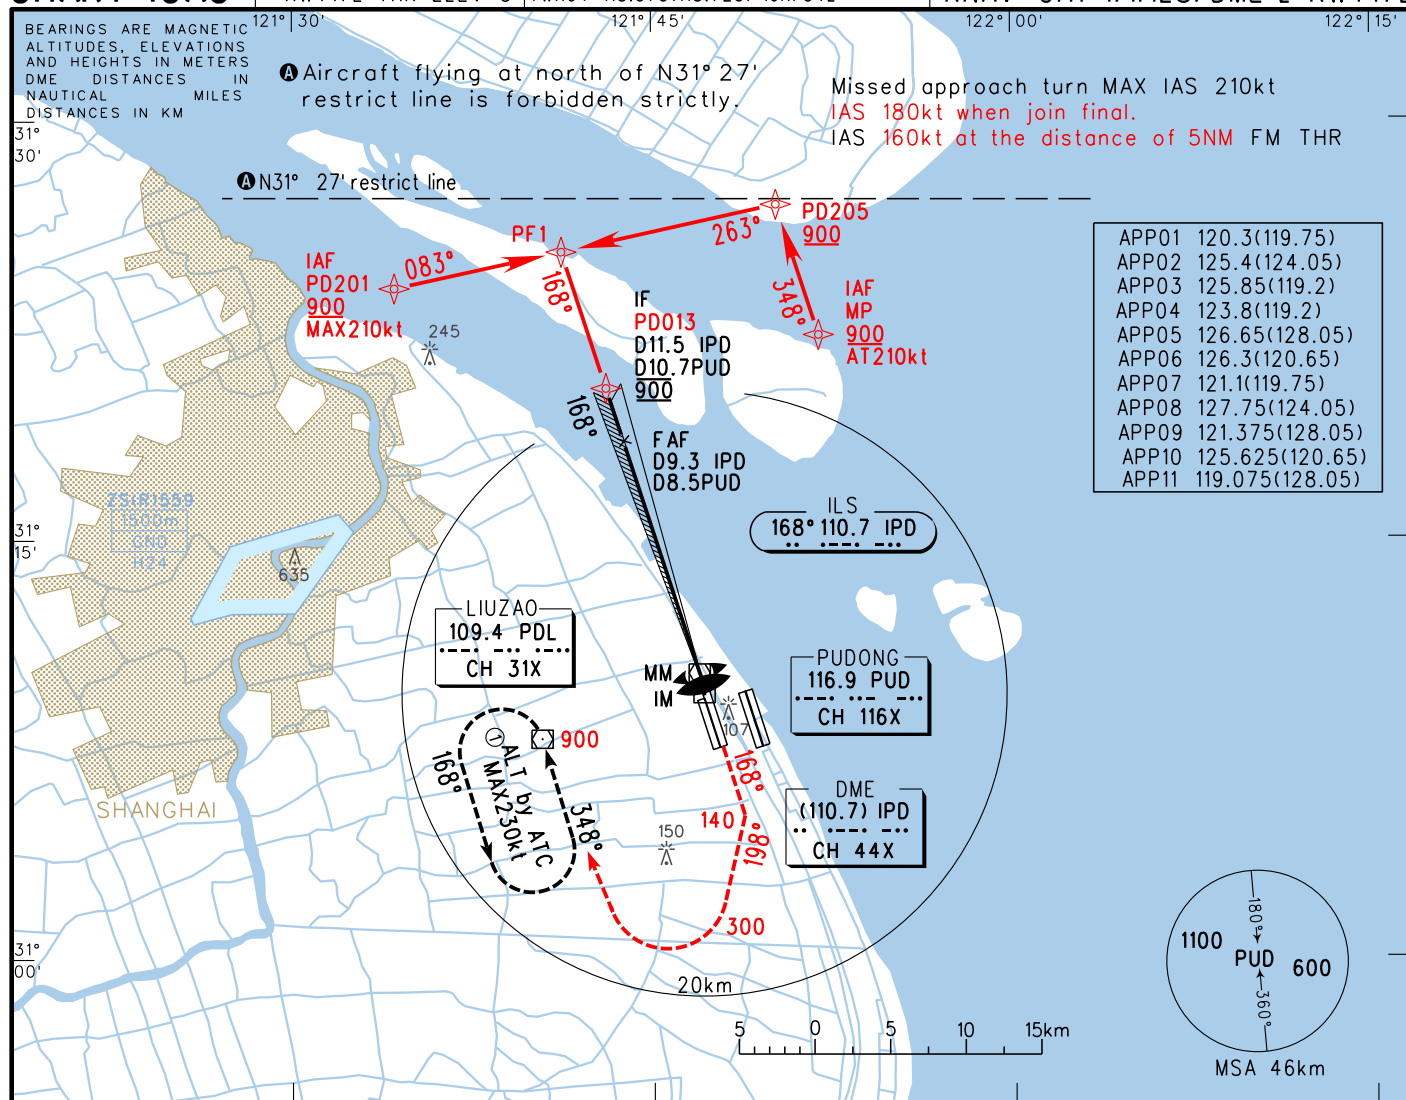 121° 30'
121° 45'
122° 00'
122° 15'
BEARINGS ARE MAGNETIC
ALTITUDES, ELEVATIONS
AND HEIGHTS IN METERS
DME DISTANCES IN
NAUTICAL MILES
DISTANCES IN KM
A Aircraft flying at north of N31° 27'
restrict line is forbidden strictly.
Missed approach turn MAX IAS 210kt
IAS 180kt when join final.
IAS 160kt at the distance of 5NM FM THR
31°
30'
A N31° 27' restrict line
PD205
900
263°
PF1
IAF
PD201
900
MAX210kt
083°
168°
348°
IAF
MP
900
AT210kt
245
IF
PD013
D11.5 IPD
D10.7PUD
900
168°
FAF
D9.3 IPD
D8.5PUD
APP01 120.3(119.75)
APP02 125.4(124.05)
APP03 125.85(119.2)
APP04 123.8(119.2)
APP05 126.65(128.05)
APP06 126.3(120.65)
APP07 121.1(119.75)
APP08 127.75(124.05)
APP09 121.375(128.05)
APP10 125.625(120.65)
APP11 119.075(128.05)
ZS(R)559
1500m
GND
H24
635
31°
15'
ILS
168° 110.7 IPD
LIUZAO
109.4 PDL
CH 31X
MM
IM
PUDONG
116.9 PUD
CH 116X
107
1
900
168°
ALT by ATC
MAX230kt
348°
168°
140
198°
150
300
DME
(110.7) IPD
CH 44X
SHANGHAI
31°
00'
20km
5 0 5 10 15km
180°
1100
PUD
600
360°
MSA 46km